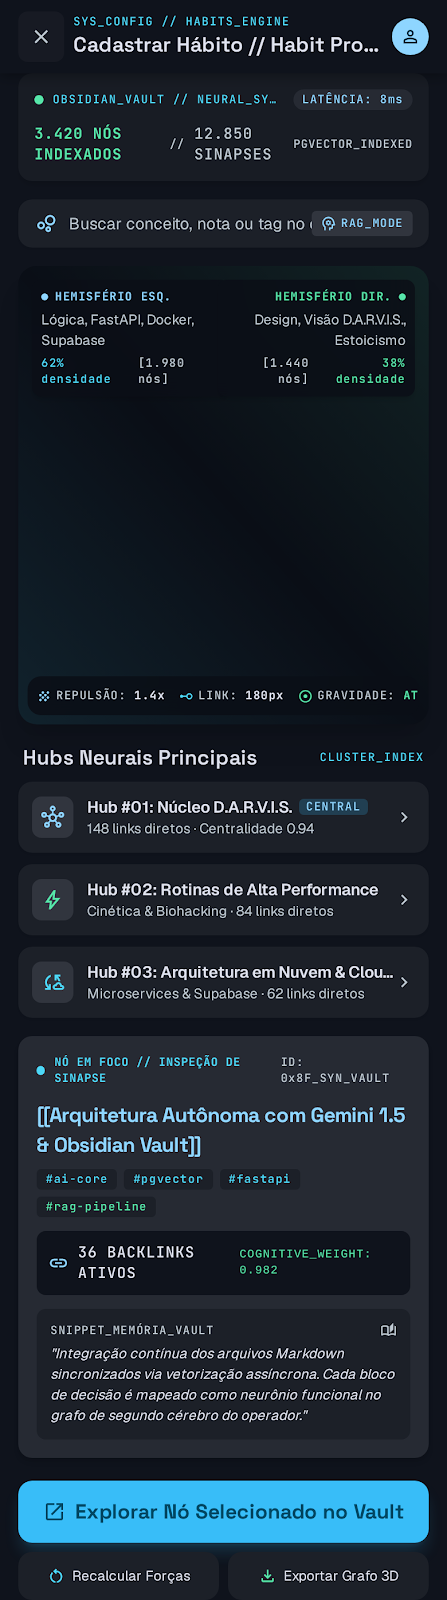 SYS_CONFIG // HABITS_ENGINE
Cadastrar Hábito // Habit Pro...
OBSIDIAN_VAULT // NEURAL_SY…
LATÊNCIA: 8ms
3.420 NÓS
INDEXADOS
//
12.850
SINAPSES
PGVECTOR_INDEXED
Buscar conceito, nota ou tag no
RAG_MODE
HEMISFÉRIO ESQ.
HEMISFÉRIO DIR.
Lógica, FastAPI, Docker,
Supabase
Design, Visão D.A.R.V.I.S.,
Estoicismo
62%
densidade
[1.980
nós]
[1.440
nós]
38%
densidade
REPULSÃO: 1.4x
LINK: 180px
GRAVIDADE: AT
Hubs Neurais Principais
CLUSTER_INDEX
Hub #01: Núcleo D.A.R.V.I.S.
CENTRAL
148 links diretos · Centralidade 0.94
Hub #02: Rotinas de Alta Performance
Cinética & Biohacking · 84 links diretos
Hub #03: Arquitetura em Nuvem & Clou...
Microservices & Supabase · 62 links diretos
NÓ EM FOCO // INSPEÇÃO DE
SINAPSE
ID:
0x8F_SYN_VAULT
[[Arquitetura Autônoma com Gemini 1.5
& Obsidian Vault]]
#ai-core
#pgvector
#fastapi
#rag-pipeline
36 BACKLINKS
ATIVOS
COGNITIVE_WEIGHT:
0.982
SNIPPET_MEMÓRIA_VAULT
"Integração contínua dos arquivos Markdown
sincronizados via vetorização assíncrona. Cada bloco
de decisão é mapeado como neurônio funcional no
grafo de segundo cérebro do operador."
Explorar Nó Selecionado no Vault
Recalcular Forças
Exportar Grafo 3D